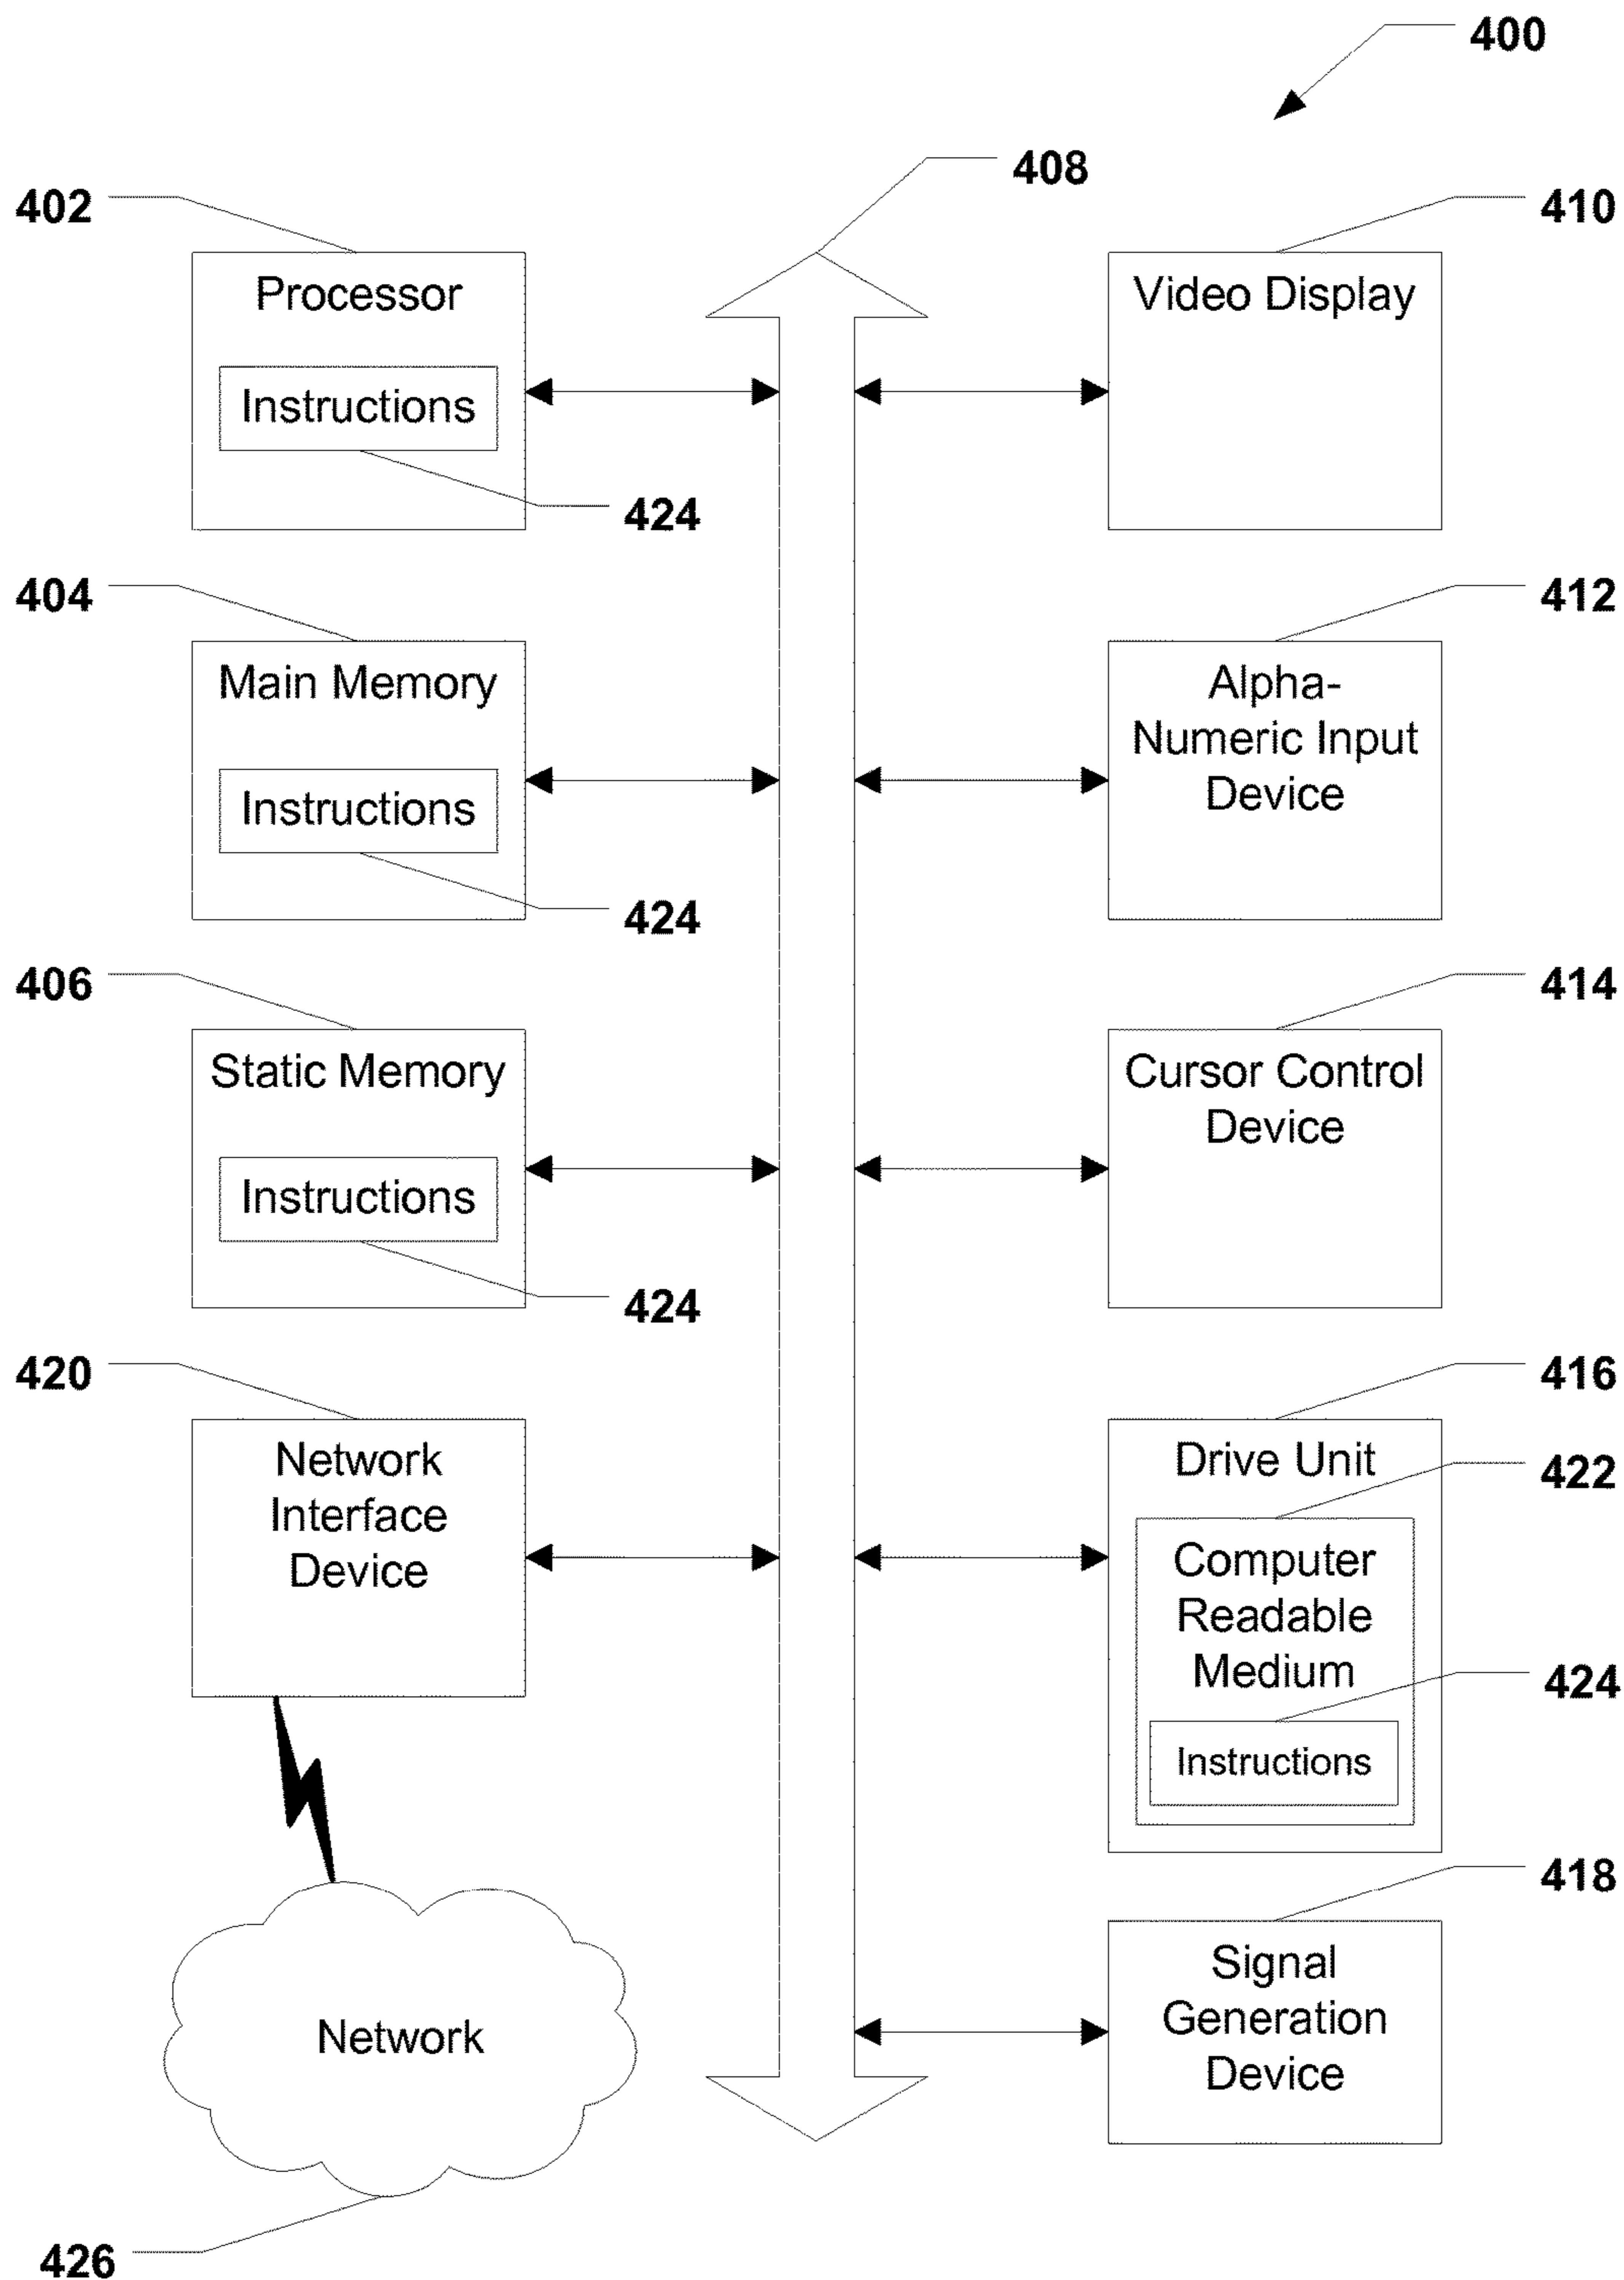 400
408
402
410
Processor
Video Display
Instructions
424
404
412
Main Memory
Alpha-
Numeric Input
Device
Instructions
424
406
414
Static Memory
Cursor Control
Device
Instructions
424
420
416
Network
Interface
Device
Drive Unit
422
Computer
Readable
Medium
424
Instructions
418
Signal
Generation
Device
Network
426